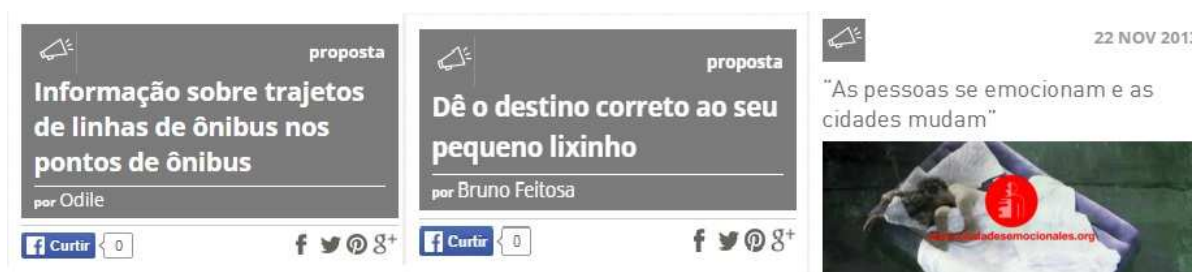 proposta
Informação sobre trajetos
de linhas de ônibus nos
pontos de ônibus
por Odile
Curtir 0
proposta
Dê o destino correto ao seu
pequeno lixinho
por Bruno Feitosa
Curtir 0
22 NOV 2013
"As pessoas se emocionam e as
cidades mudam"